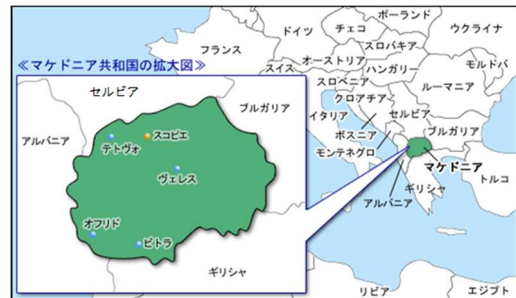 ポーランド
ドイツ
チェコ
ウクライナ
フランス
スロバキア
モルドバ
オーストリア
≪マケドニア共和国の拡大図≫
スイス
ハンガリー
スロベニア
ルーマニア
クロアチア
セルビア
イタリア
セルビア
ブルガリア
ボスニア
ブルガリア
アルバニア
スコピエ
テトヴォ
モンテネグロ
マケドニア
ヴェレス
トルコ
ギリシャ
アルバニア
オフリド
ビトラ
ギリシャ
リビア
エジプト